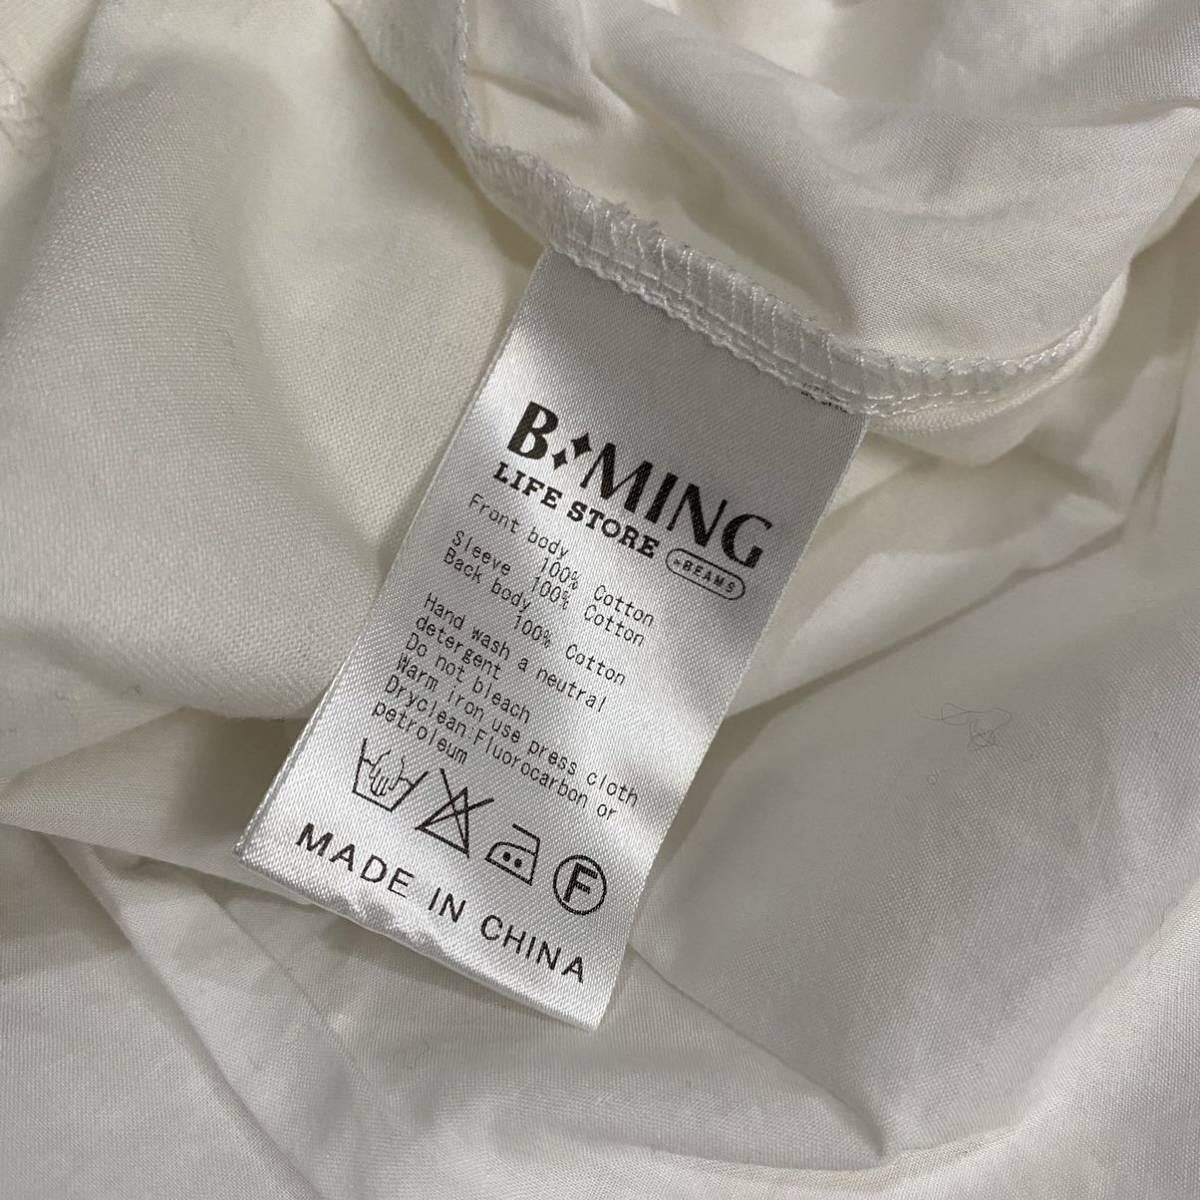 B MING
LIFE STORE BEAMS
Front body
100% Cotton
Sleeve 100% Cotton
Back body
100% Cotton
Hand wash a neutral
detergent
Do not bleach
Warm iron use press cloth
Dryclean,Fluorocarbon or
petroleum
F
MADE IN CHINA